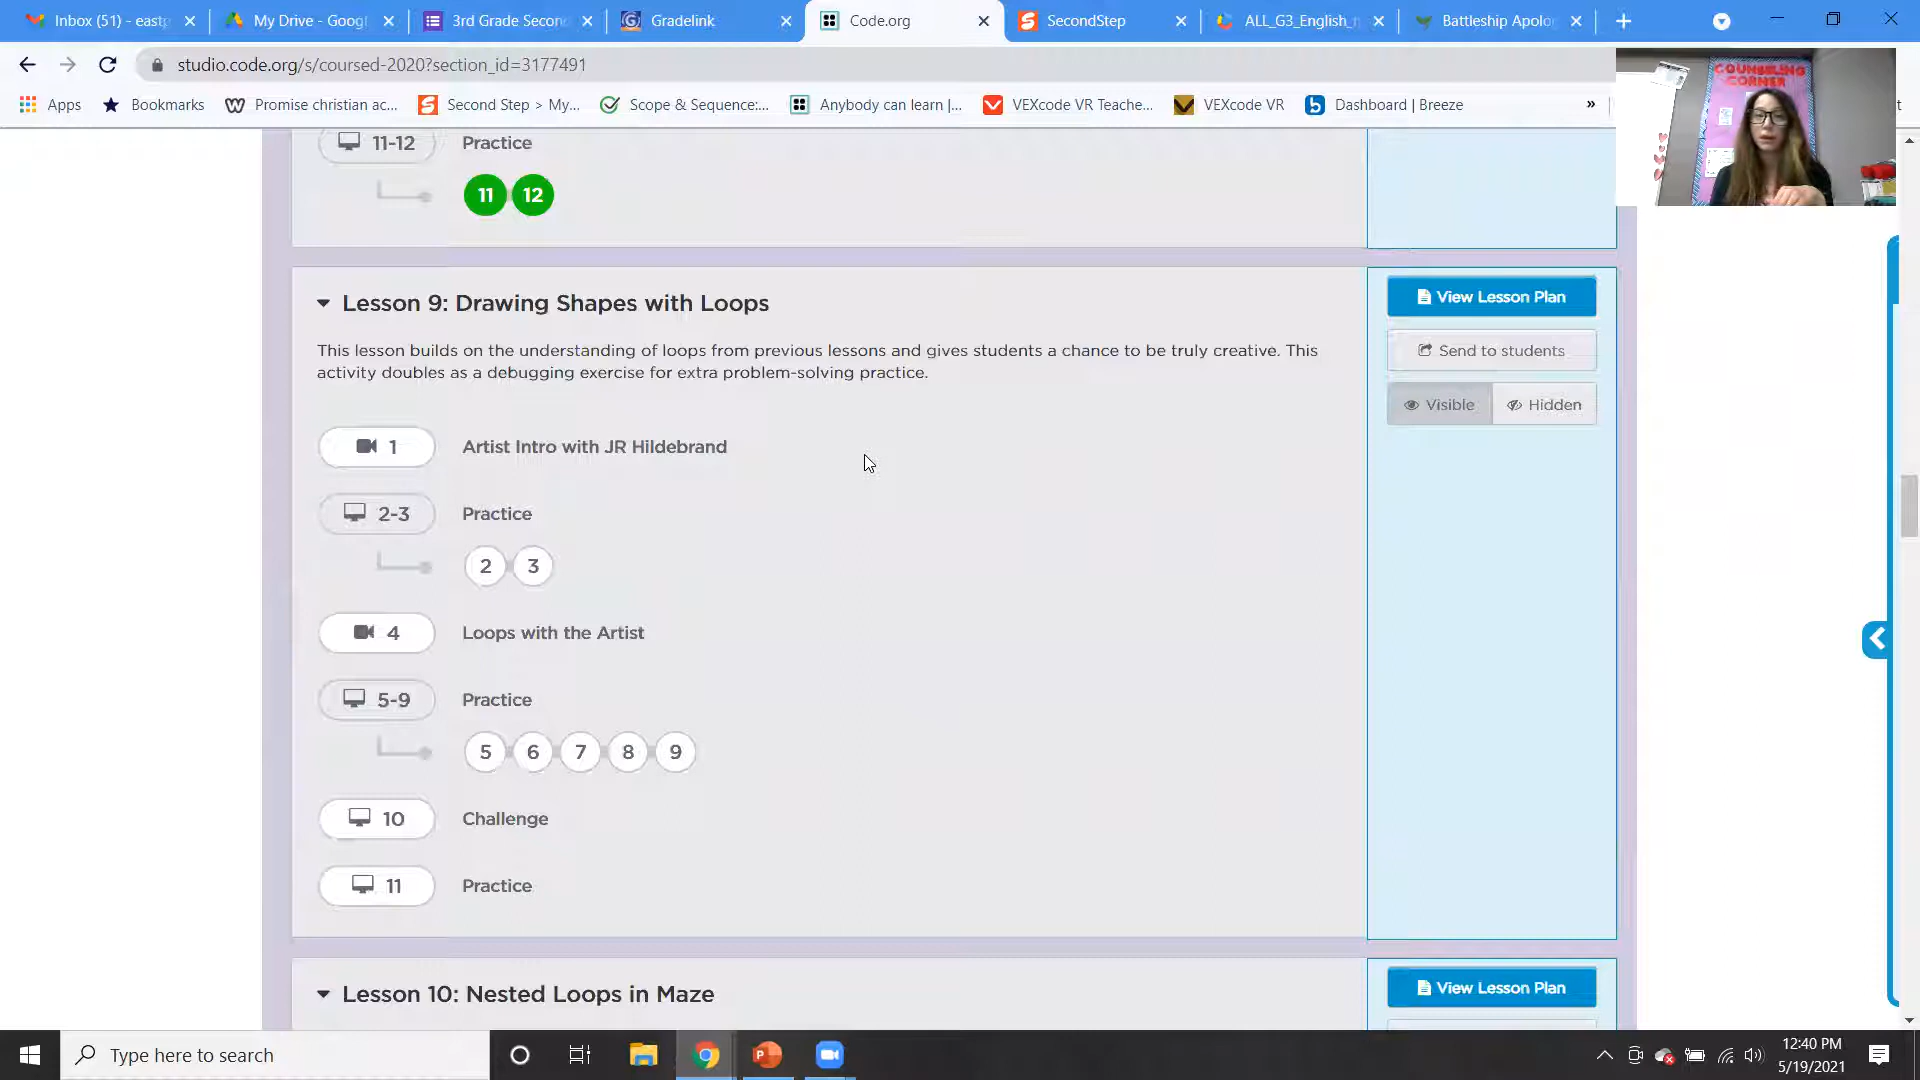 Inbox (51) - eastp
My Drive - Googl
3rd Grade Secon
Gradelink
Code.org
SecondStep
ALL_G3_English_
Battleship Apolo
studio.code.org/s/coursed-2020?section_id=3177491
Apps
Bookmarks
Promise christian ac...
Second Step > My...
Scope & Sequence:...
Anybody can learn |...
VEXcode VR Teache...
VEXcode VR
Dashboard | Breeze
»
COUNSELING
CORNER
11-12 Practice
11 12
Lesson 9: Drawing Shapes with Loops
This lesson builds on the understanding of loops from previous lessons and gives students a chance to be truly creative. This
activity doubles as a debugging exercise for extra problem-solving practice.
View Lesson Plan
Send to students
Visible Hidden
1 Artist Intro with JR Hildebrand
2-3 Practice
2 3
4 Loops with the Artist
5-9 Practice
5 6 7 8 9
10 Challenge
11 Practice
Lesson 10: Nested Loops in Maze
View Lesson Plan
Type here to search
12:40 PM
5/19/2021